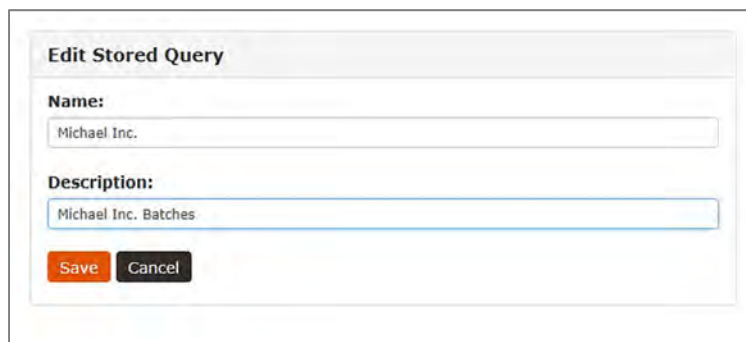 Edit Stored Query
Name:
Michael Inc.
Description:
Michael Inc. Batches
Save Cancel